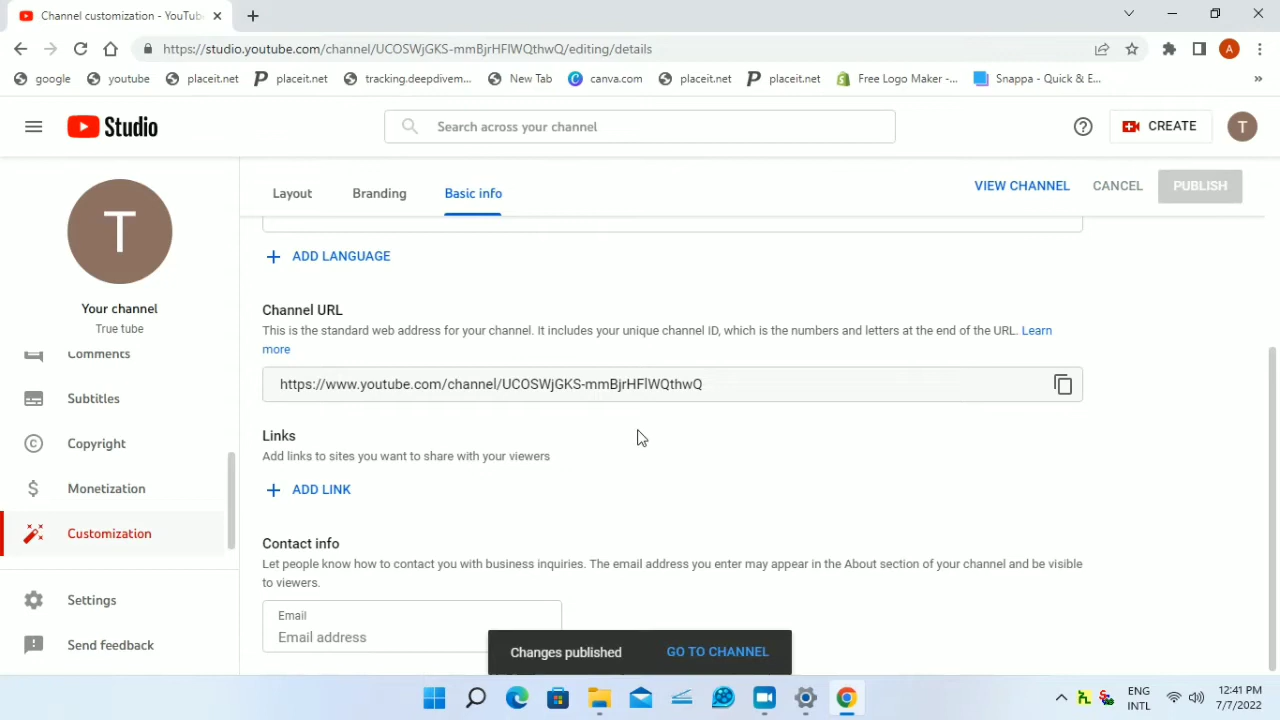 Channel customization - YouTub
https://studio.youtube.com/channel/UCOSWjGKS-mmBjrHFlWQthwQ/editing/details
A
google youtube placeit.net placeit.net tracking.deepdivem... New Tab canva.com placeit.net placeit.net Free Logo Maker -... Snappa - Quick & E... »
Studio
Search across your channel
CREATE
T
T
Your channel
True tube
Comments
Subtitles
Copyright
Monetization
Customization
Settings
Send feedback
Layout Branding Basic info
VIEW CHANNEL CANCEL PUBLISH
ADD LANGUAGE
Channel URL
This is the standard web address for your channel. It includes your unique channel ID, which is the numbers and letters at the end of the URL. Learn
more
https://www.youtube.com/channel/UCOSWjGKS-mmBjrHFlWQthwQ
Links
Add links to sites you want to share with your viewers
ADD LINK
Contact info
Let people know how to contact you with business inquiries. The email address you enter may appear in the About section of your channel and be visible
to viewers.
Email
Email address
Changes published GO TO CHANNEL
ENG
INTL
12:41 PM
7/7/2022